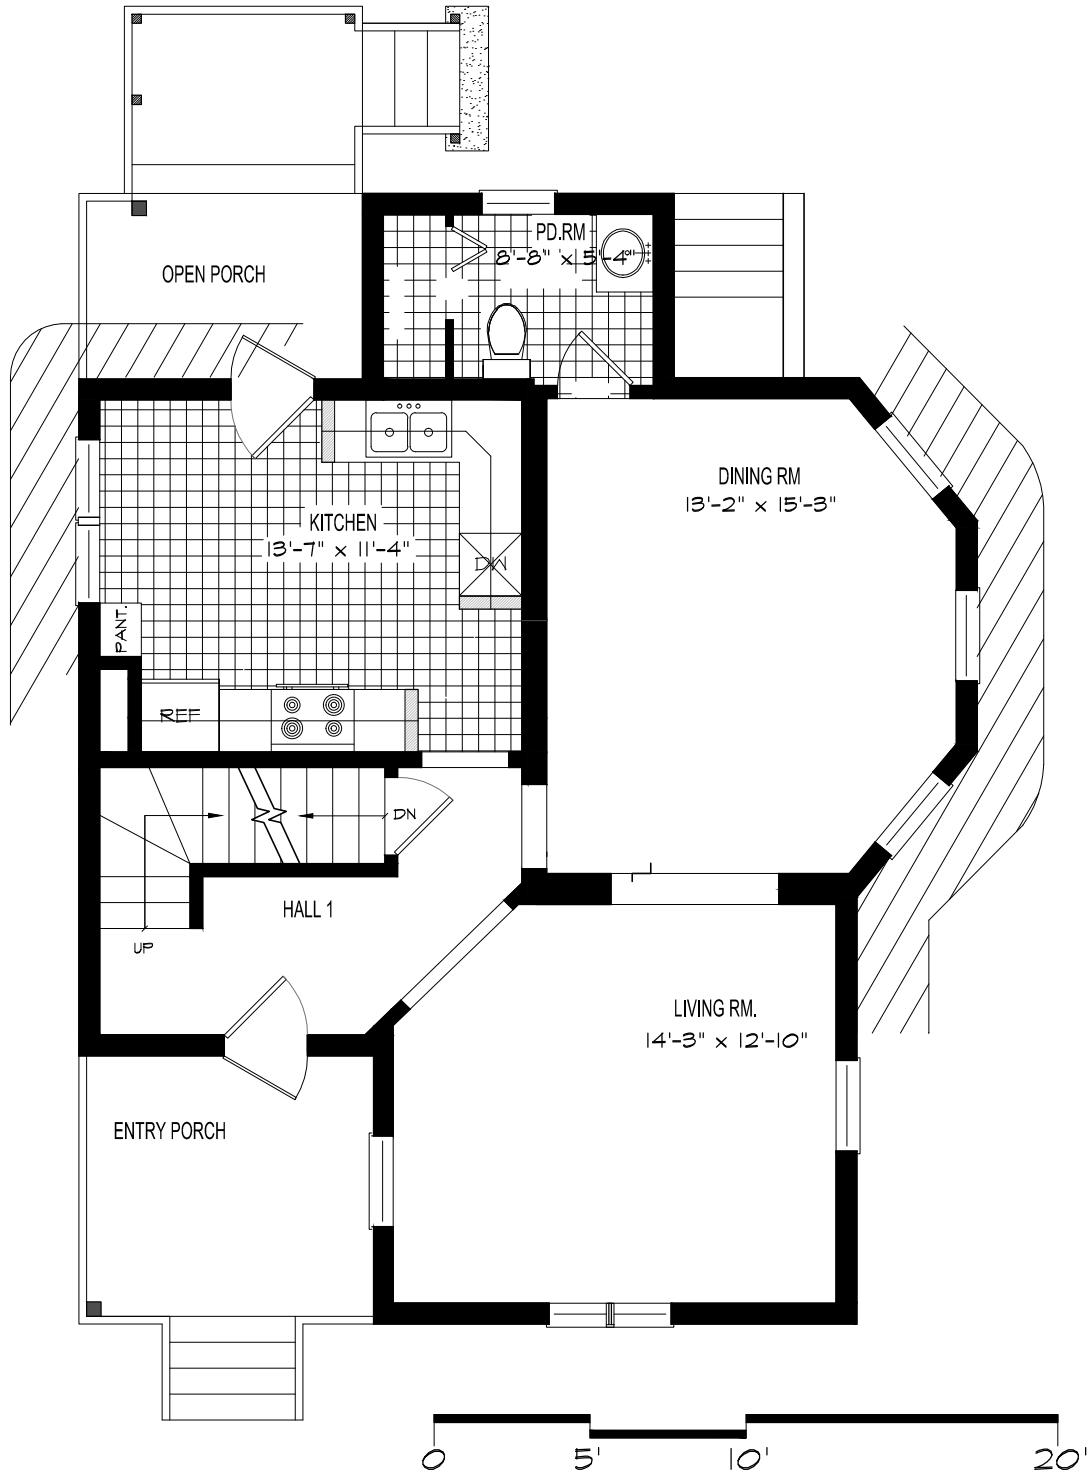 PD.RM
8'-8" x 5'-4"
OPEN PORCH
DINING RM
13'-2" x 15'-3"
KITCHEN
13'-7" x 11'-4"
DW
PANT.
REF
DN
HALL 1
UP
LIVING RM.
14'-3" x 12'-10"
ENTRY PORCH
0 5' 10' 20'